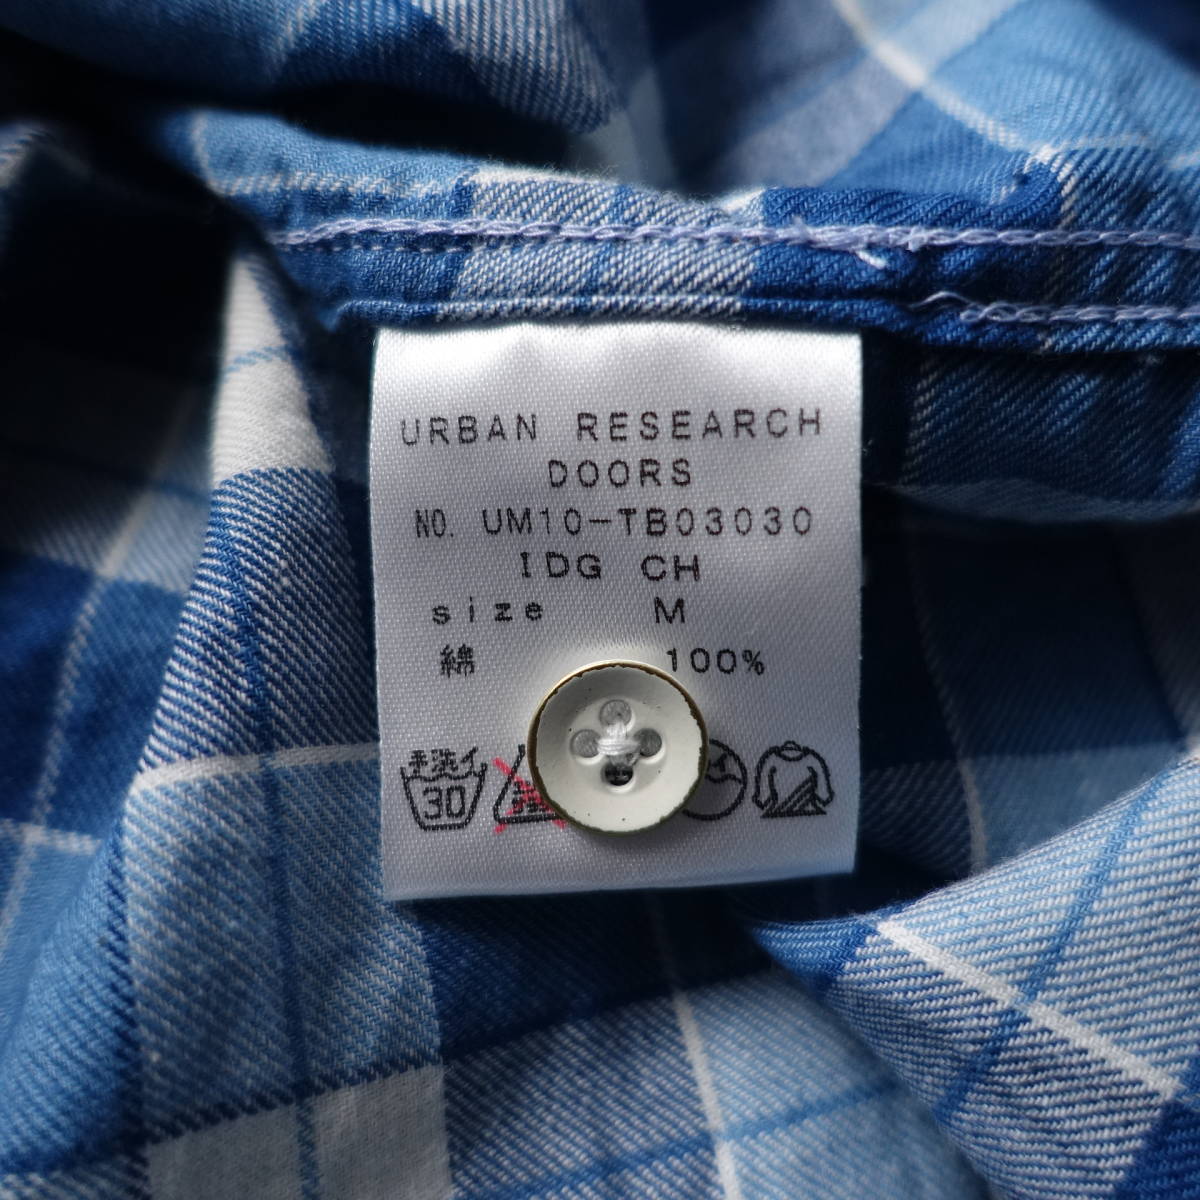 URBAN RESEARCH
DOORS
NO. UM10-TB03030
IDG CH
size M
綿 100%
手洗イ
30